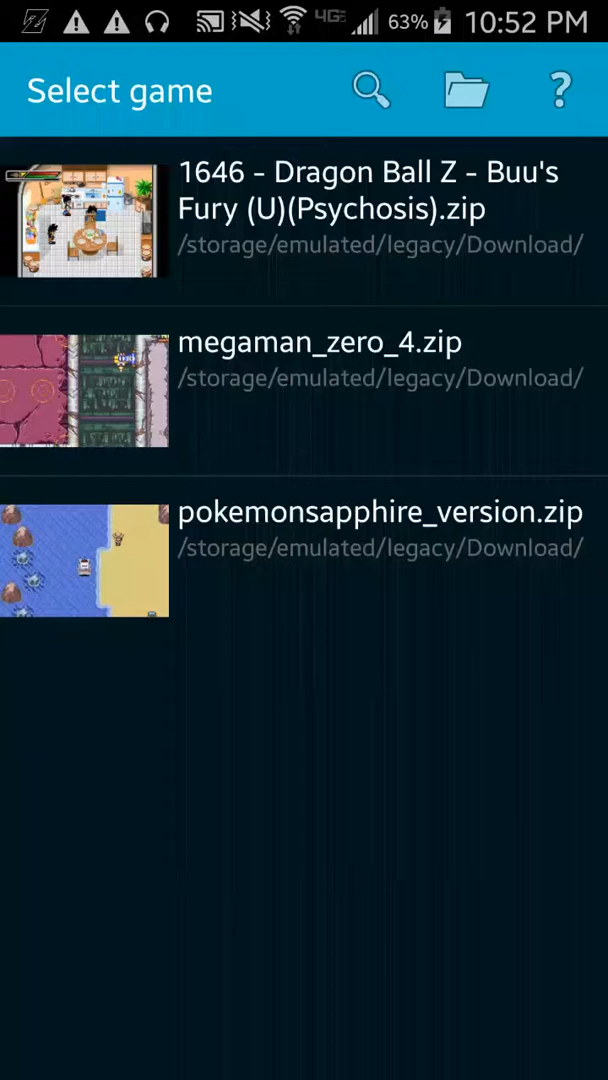 4G 63% 10:52 PM
Select game
?
1646 - Dragon Ball Z - Buu's
Fury (U)(Psychosis).zip
/storage/emulated/legacy/Download/
megaman_zero_4.zip
/storage/emulated/legacy/Download/
pokemonsapphire_version.zip
/storage/emulated/legacy/Download/